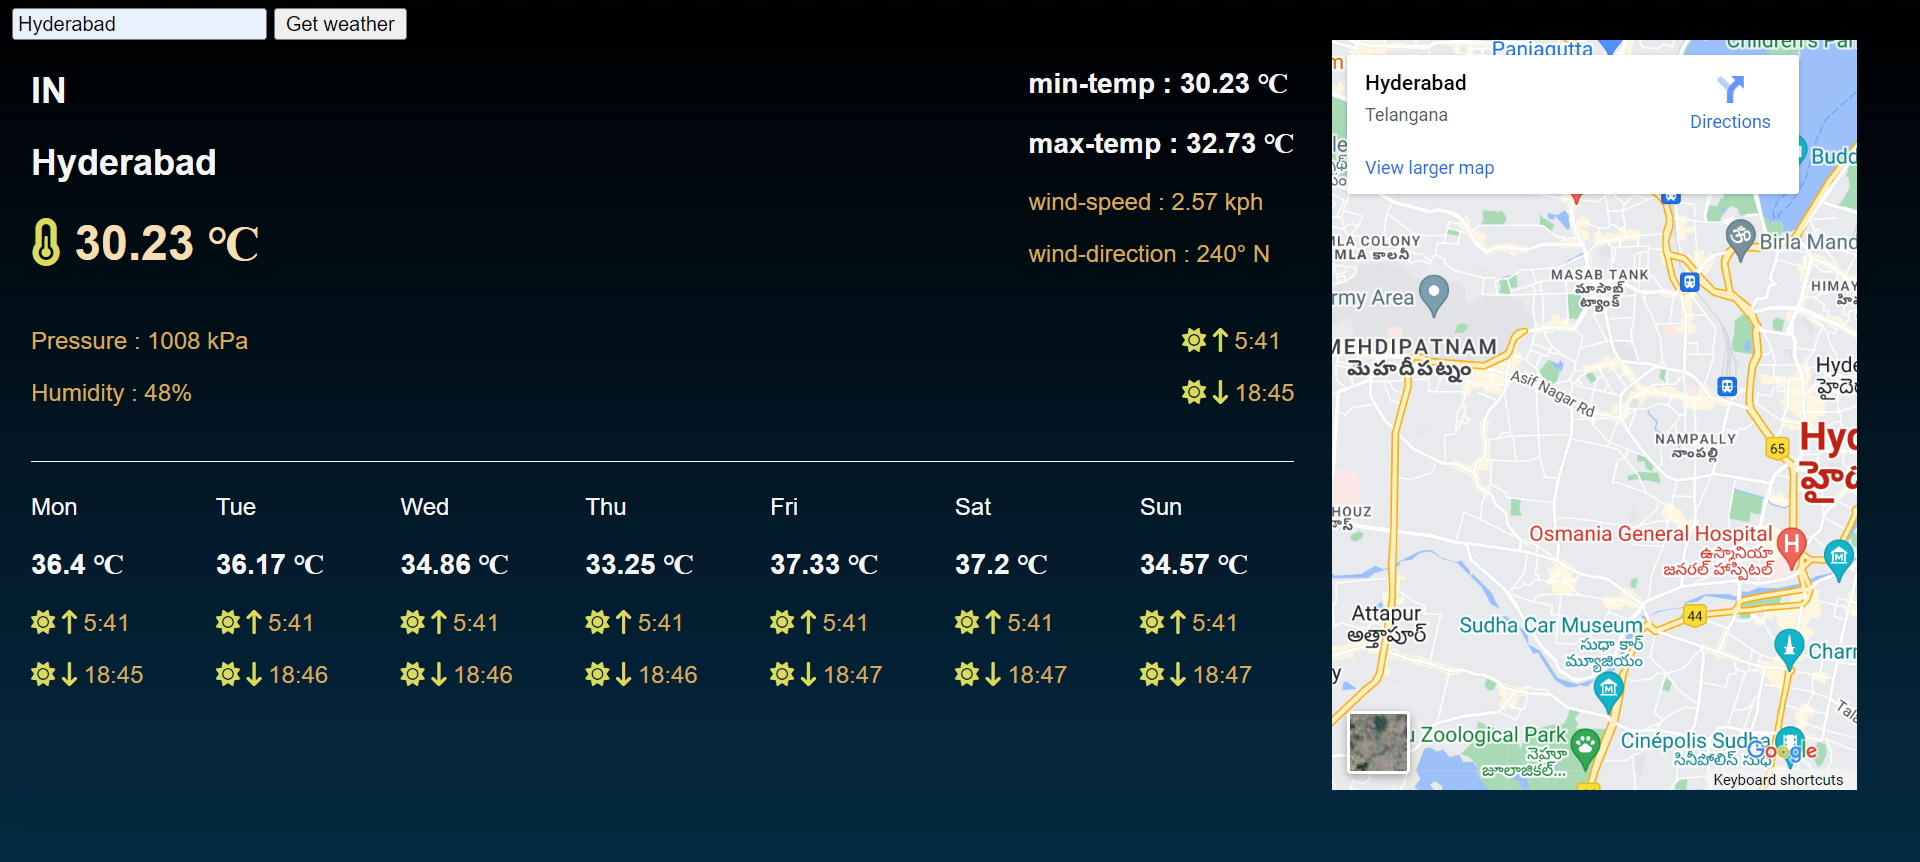 Hyderabad Get weather
IN
Hyderabad
30.23 °C
min-temp : 30.23 °C
max-temp : 32.73 °C
wind-speed : 2.57 kph
wind-direction : 240° N
Pressure : 1008 kPa
Humidity : 48%
5:41
18:45
Mon Tue Wed Thu Fri Sat Sun
36.4 °C 36.17 °C 34.86 °C 33.25 °C 37.33 °C 37.2 °C 34.57 °C
5:41 5:41 5:41 5:41 5:41 5:41 5:41
18:45 18:46 18:46 18:46 18:47 18:47 18:47
Panjagutta
Hyderabad
Telangana
Directions
View larger map
Budd
MLA COLONY
MLA కాలనీ
Birla Mand
MASAB TANK
మాసాబ్
ట్యాంక్
HIMAY
rmy Area
MEHDIPATNAM
మెహదీపట్నం
Asif Nagar Rd
Hyde
NAMPALLY
నాంపల్లి
65
Hyd
HOUZ
Osmania General Hospital
ఉస్మానియా
జనరల్ హాస్పిటల్
Attapur
అత్తాపూర్
44
Sudha Car Museum
సుధా కార్
మ్యూజియం
Charm
Zoological Park
నెహ్రూ
జూలాజికల్...
Cinépolis Sudha
సినీపోలిస్ సుధ
Google
Keyboard shortcuts